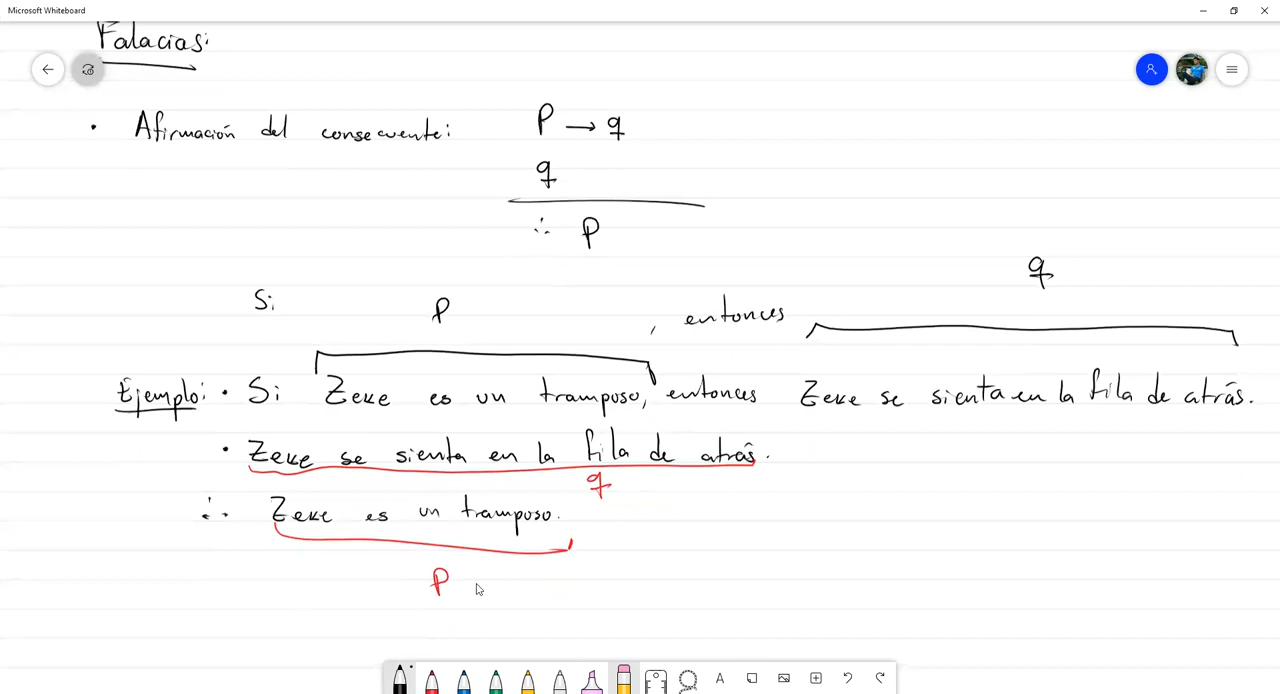 Microsoft Whiteboard
Falacias:
• Afirmación del consecuente: P → q
q
∴ P
q
Si P , entonces
Ejemplo: • Si Zeke es un tramposo, entonces Zeke se sienta en la fila de atrás.
• Zeke se sienta en la fila de atrás.
q
∴ Zeke es un tramposo.
P
A